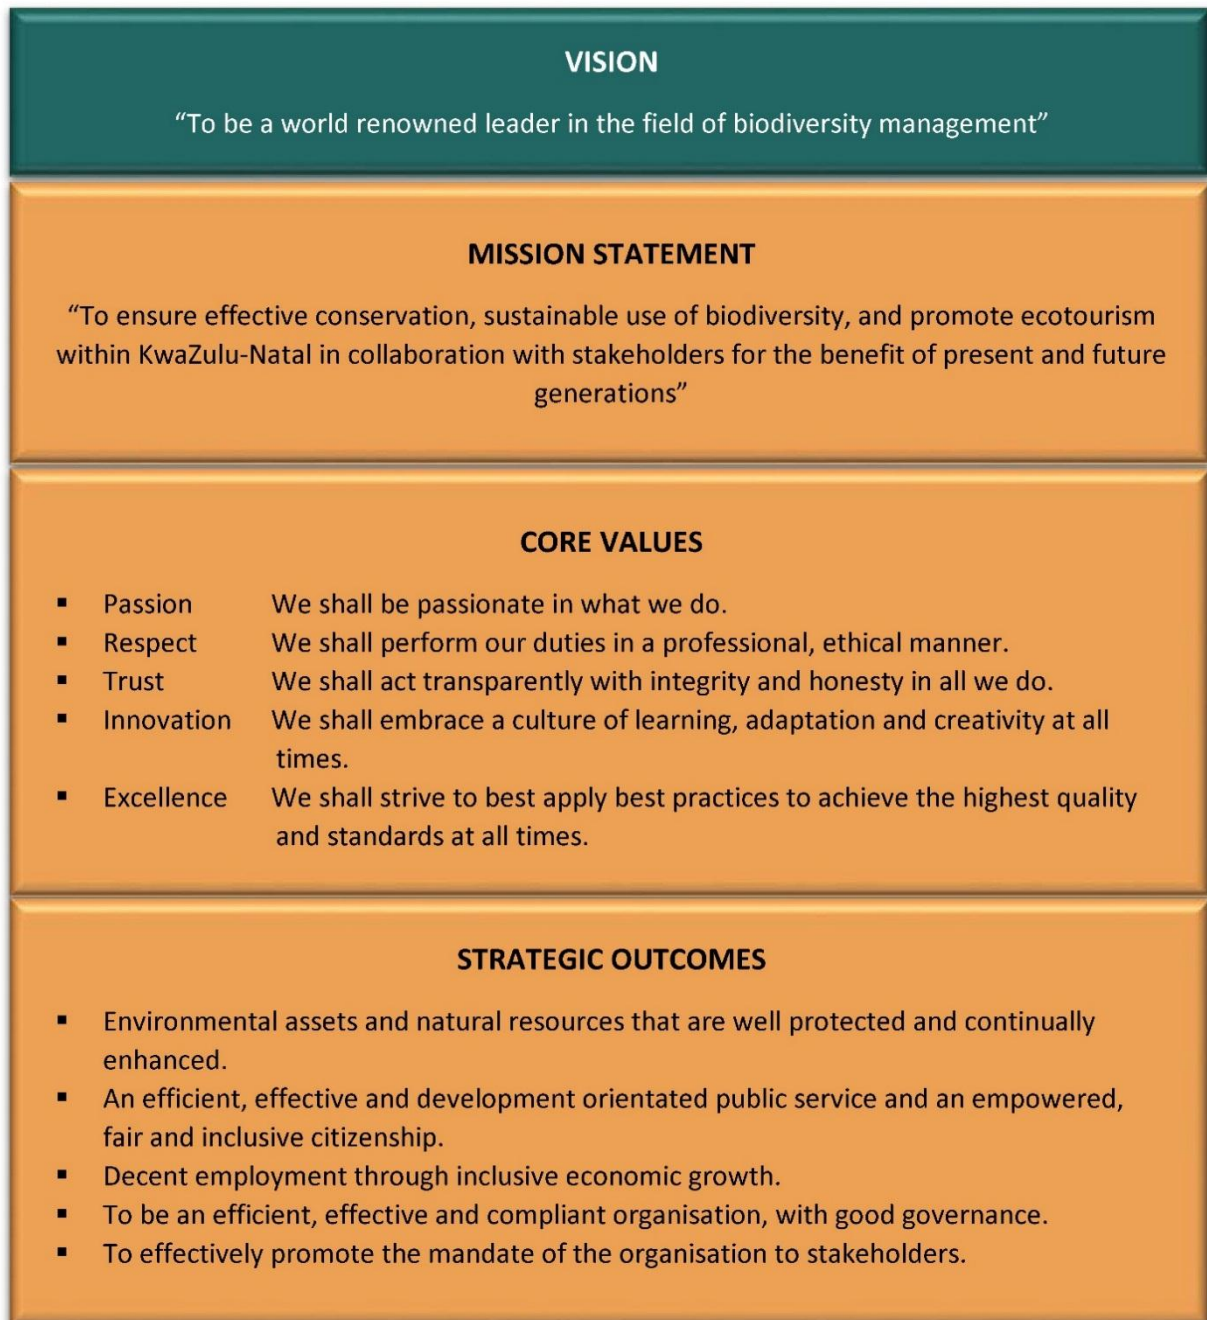 VISION
“To be a world renowned leader in the field of biodiversity management”
MISSION STATEMENT
“To ensure effective conservation, sustainable use of biodiversity, and promote ecotourism
within KwaZulu-Natal in collaboration with stakeholders for the benefit of present and future
generations”
CORE VALUES
▪ Passion We shall be passionate in what we do.
▪ Respect We shall perform our duties in a professional, ethical manner.
▪ Trust We shall act transparently with integrity and honesty in all we do.
▪ Innovation We shall embrace a culture of learning, adaptation and creativity at all
times.
▪ Excellence We shall strive to best apply best practices to achieve the highest quality
and standards at all times.
STRATEGIC OUTCOMES
▪ Environmental assets and natural resources that are well protected and continually
enhanced.
▪ An efficient, effective and development orientated public service and an empowered,
fair and inclusive citizenship.
▪ Decent employment through inclusive economic growth.
▪ To be an efficient, effective and compliant organisation, with good governance.
▪ To effectively promote the mandate of the organisation to stakeholders.